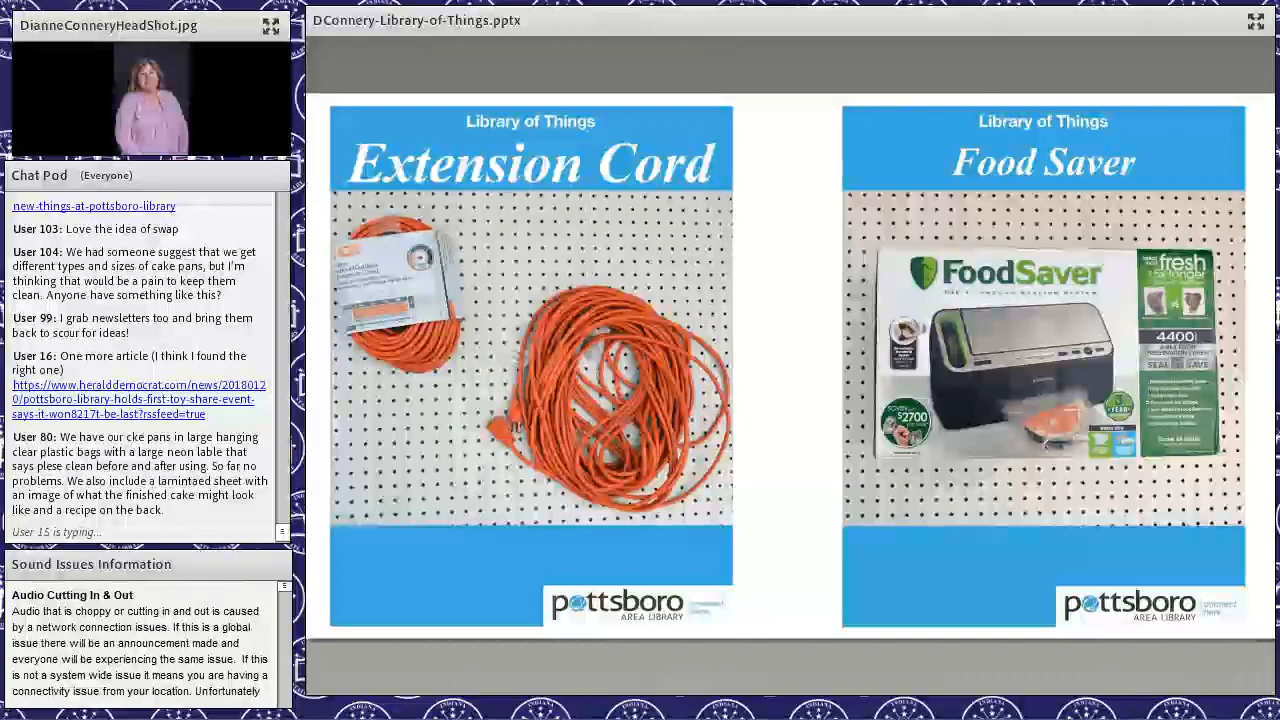 DianneConneryHeadShot.jpg
Chat Pod (Everyone)
new-things-at-pottsboro-library
User 103: Love the idea of swap
User 104: We had someone suggest that we get
different types and sizes of cake pans, but I'm
thinking that would be a pain to keep them
clean. Anyone have something like this?
User 99: I grab newsletters too and bring them
back to scour for ideas!
User 16: One more article (I think I found the
right one)
https://www.heralddemocrat.com/news/2018012
0/pottsboro-library-holds-first-toy-share-event-
says-it-won8217t-be-last?rssfeed=true
User 80: We have our cke pans in large hanging
clear plastic bags with a large neon lable that
says plese clean before and after using. So far no
problems. We also include a lamintaed sheet with
an image of what the finished cake might look
like and a recipe on the back.
User 15 is typing...
Sound Issues Information
Audio Cutting In & Out
Audio that is choppy or cutting in and out is caused
by a network connection issues. If this is a global
issue there will be an announcement made and
everyone will be experiencing the same issue. If this
is not a system wide issue it means you are having a
connectivity issue from your location. Unfortunately
DConnery-Library-of-Things.pptx
Library of Things
Extension Cord
pottsboro
AREA LIBRARY
Library of Things
Food Saver
FoodSaver
fresh
longer
4400
SEAL SAVE
$2700
YEAR
pottsboro
AREA LIBRARY
connect
here
INDIANA